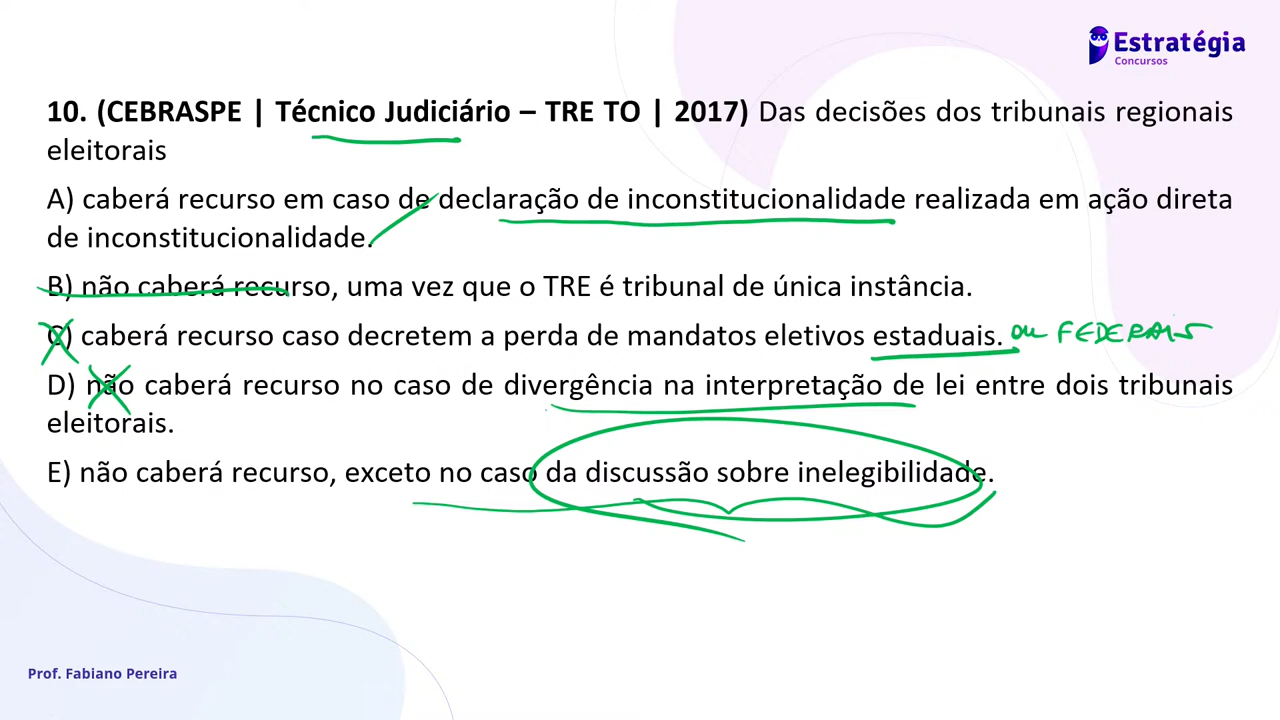 Estratégia
Concursos
10. (CEBRASPE | Técnico Judiciário – TRE TO | 2017) Das decisões dos tribunais regionais
eleitorais
A) caberá recurso em caso de declaração de inconstitucionalidade realizada em ação direta
de inconstitucionalidade.
B) não caberá recurso, uma vez que o TRE é tribunal de única instância.
C) caberá recurso caso decretem a perda de mandatos eletivos estaduais. ou FEDERAIS
D) não caberá recurso no caso de divergência na interpretação de lei entre dois tribunais
eleitorais.
E) não caberá recurso, exceto no caso da discussão sobre inelegibilidade.
Prof. Fabiano Pereira